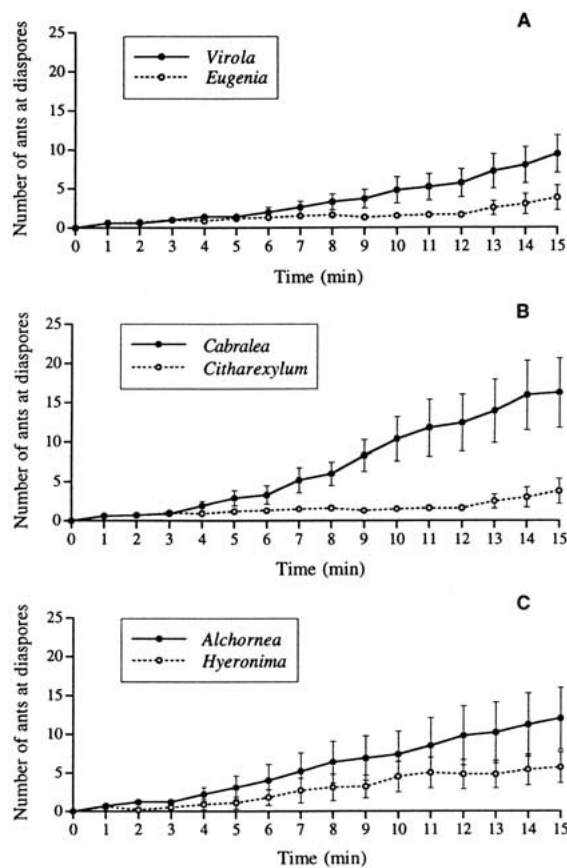 A
Number of ants at diaspores
25
20
15
10
5
0
Virola
Eugenia
0 1 2 3 4 5 6 7 8 9 10 11 12 13 14 15
Time (min)
B
Number of ants at diaspores
25
20
15
10
5
0
Cabralea
Citharexylum
0 1 2 3 4 5 6 7 8 9 10 11 12 13 14 15
Time (min)
C
Number of ants at diaspores
25
20
15
10
5
0
Alchornea
Hyeronima
0 1 2 3 4 5 6 7 8 9 10 11 12 13 14 15
Time (min)